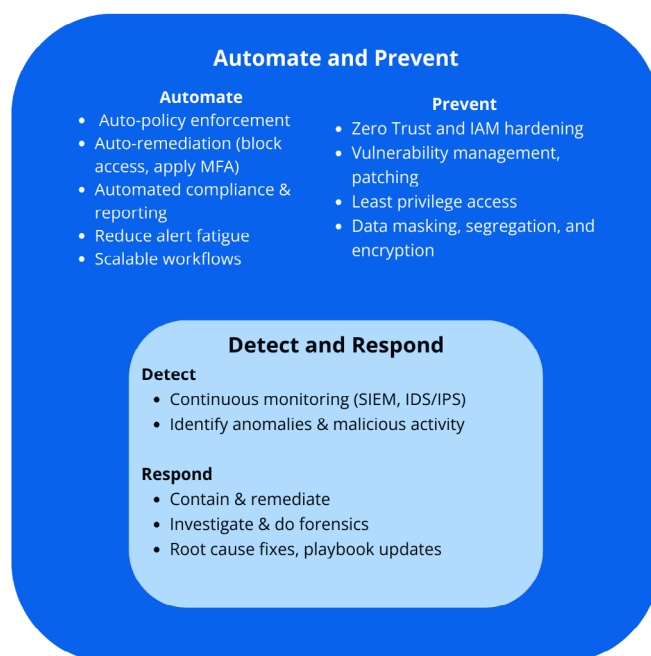 Automate and Prevent
Automate
• Auto-policy enforcement
• Auto-remediation (block
access, apply MFA)
• Automated compliance &
reporting
• Reduce alert fatigue
• Scalable workflows
Prevent
• Zero Trust and IAM hardening
• Vulnerability management,
patching
• Least privilege access
• Data masking, segregation, and
encryption
Detect and Respond
Detect
• Continuous monitoring (SIEM, IDS/IPS)
• Identify anomalies & malicious activity
Respond
• Contain & remediate
• Investigate & do forensics
• Root cause fixes, playbook updates